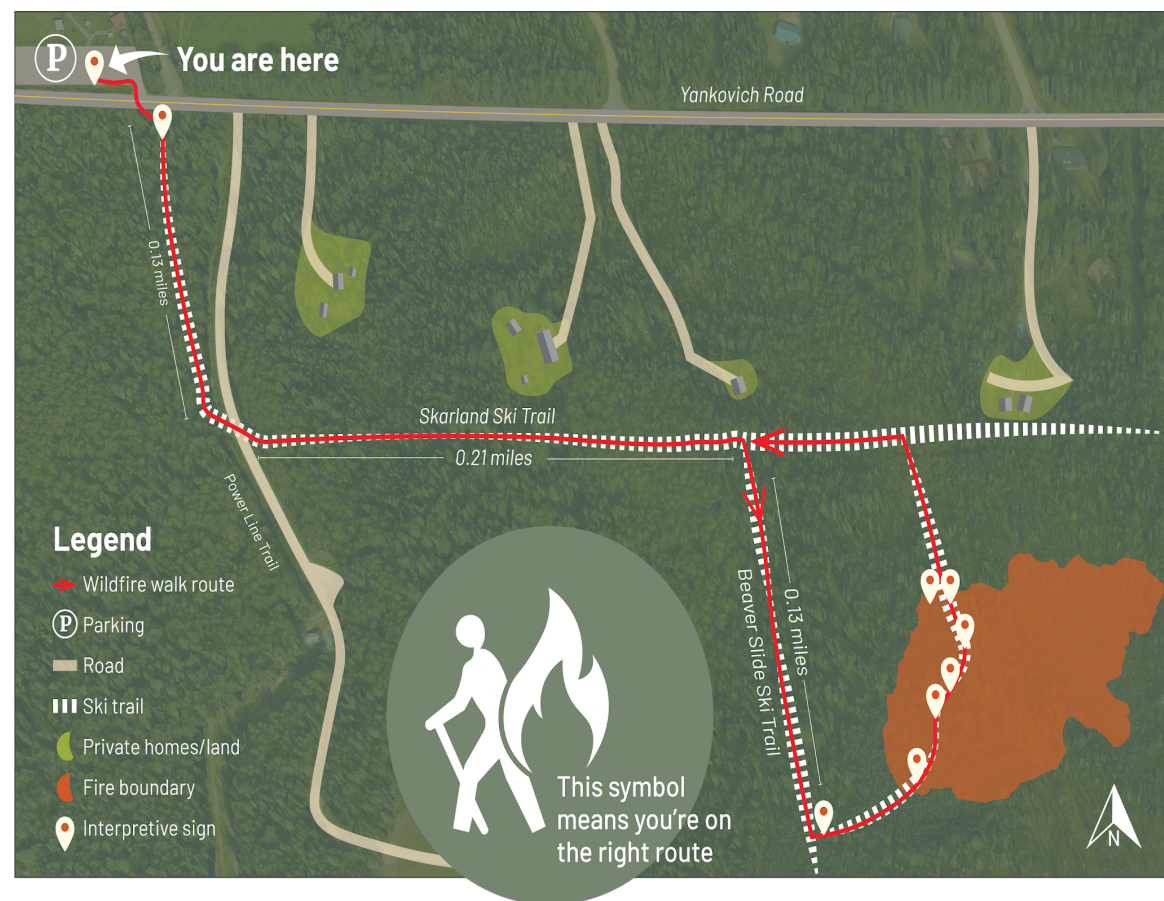 P
You are here
Yankovich Road
0.13 miles
Skarland Ski Trail
0.21 miles
Power Line Trail
Beaver Slide Ski Trail
0.13 miles
Legend
Wildfire walk route
P Parking
Road
Ski trail
Private homes/land
Fire boundary
Interpretive sign
This symbol
means you're on
the right route
N